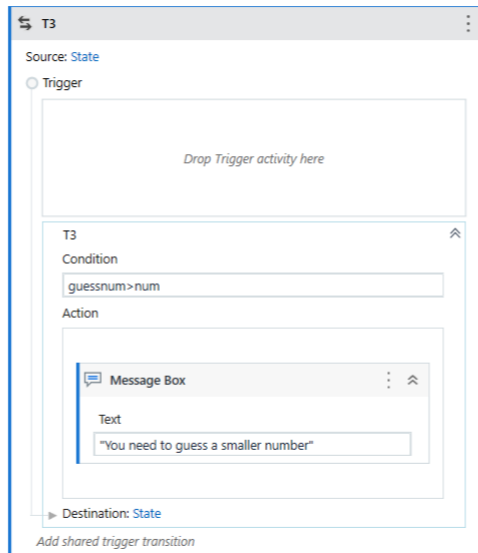 T3
Source: State
Trigger
Drop Trigger activity here
T3
Condition
guessnum>num
Action
Message Box
Text
"You need to guess a smaller number"
Destination: State
Add shared trigger transition